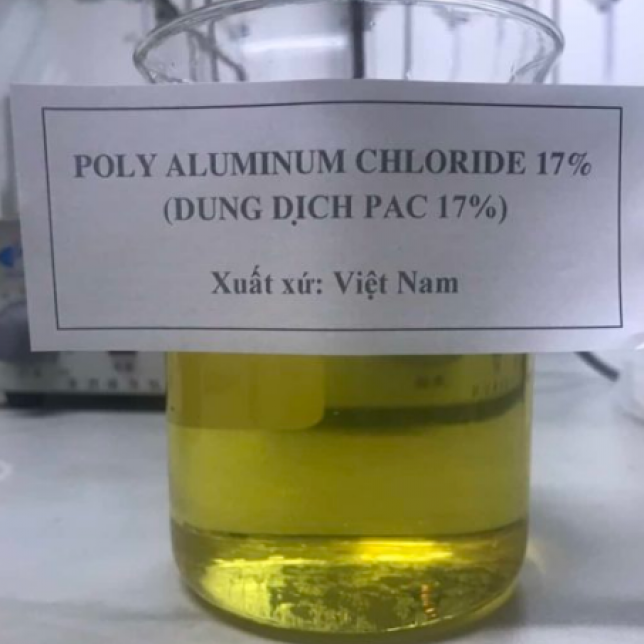 POLY ALUMINUM CHLORIDE 17%
(DUNG DỊCH PAC 17%)
Xuất xứ: Việt Nam